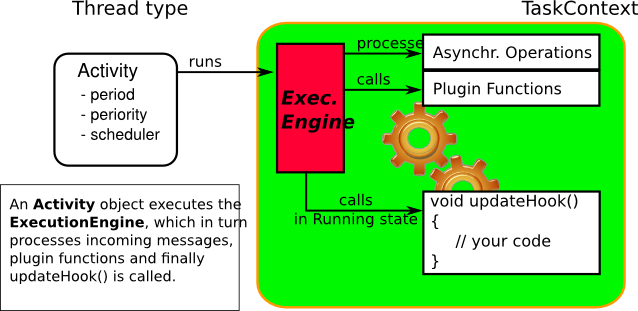 Thread type
TaskContext
Activity
- period
- periority
- scheduler
runs
Exec.
Engine
processe
Asynchr. Operations
calls
Plugin Functions
calls
in Running state
void updateHook()
{
// your code
}
An Activity object executes the
ExecutionEngine, which in turn
processes incoming messages,
plugin functions and finally
updateHook() is called.